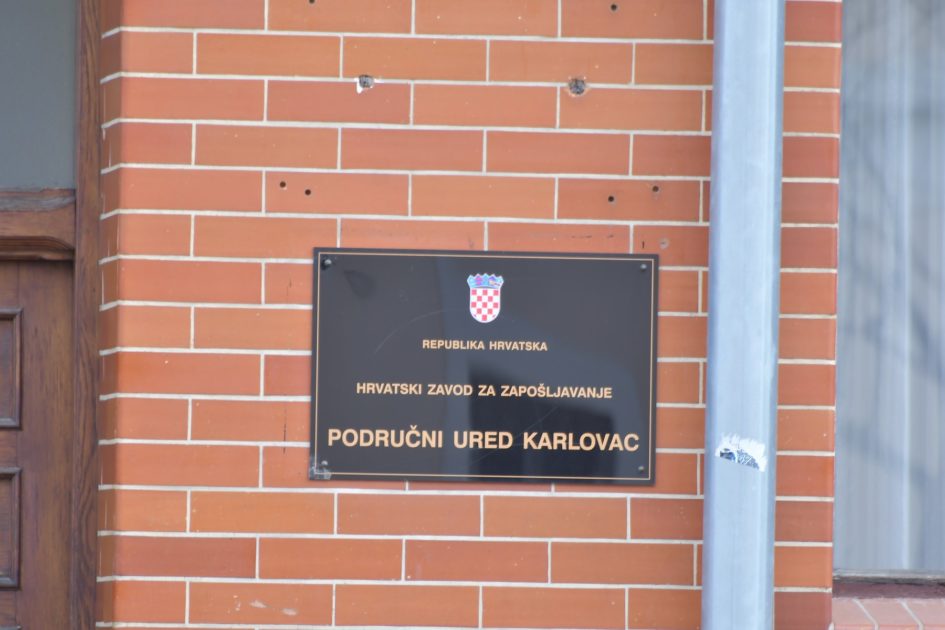 REPUBLIKA HRVATSKA
HRVATSKI ZAVOD ZA ZAPOŠLJAVANJE
PODRUČNI URED KARLOVAC